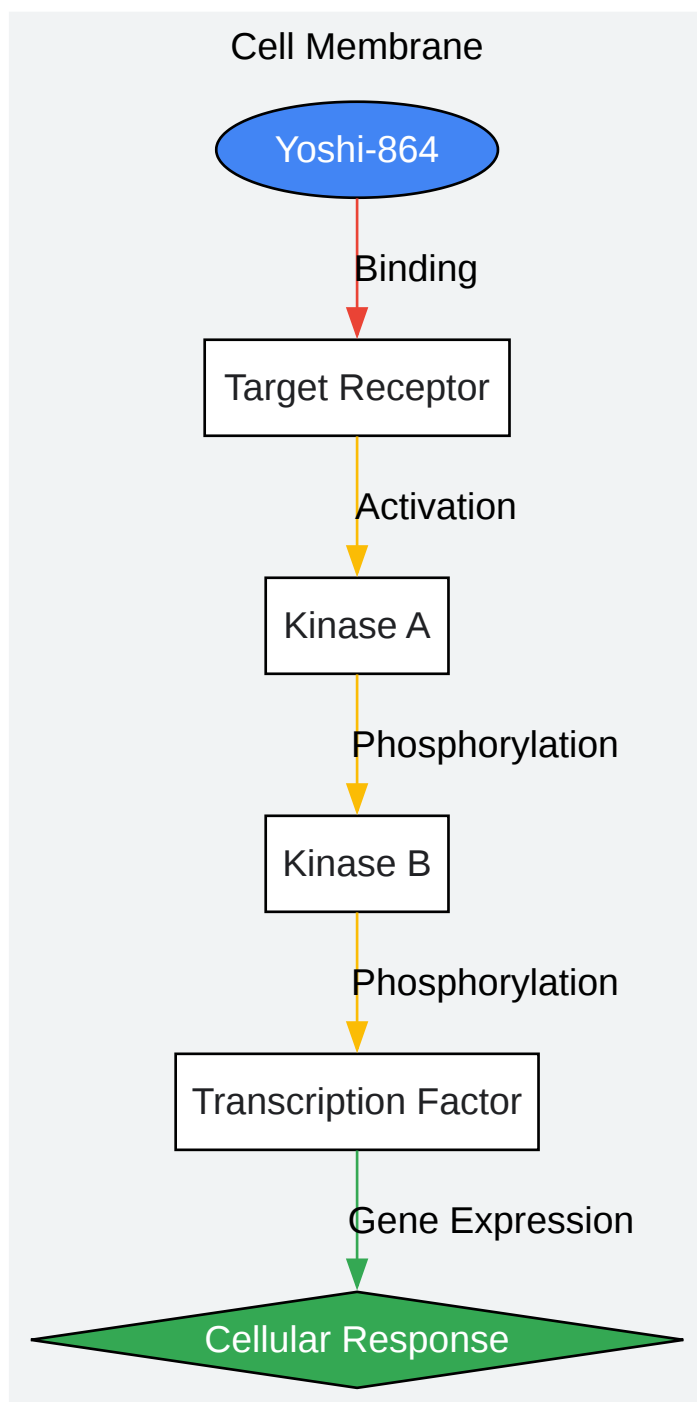 Cell Membrane
Yoshi-864
Binding
Target Receptor
Activation
Kinase A
Phosphorylation
Kinase B
Phosphorylation
Transcription Factor
Gene Expression
Cellular Response